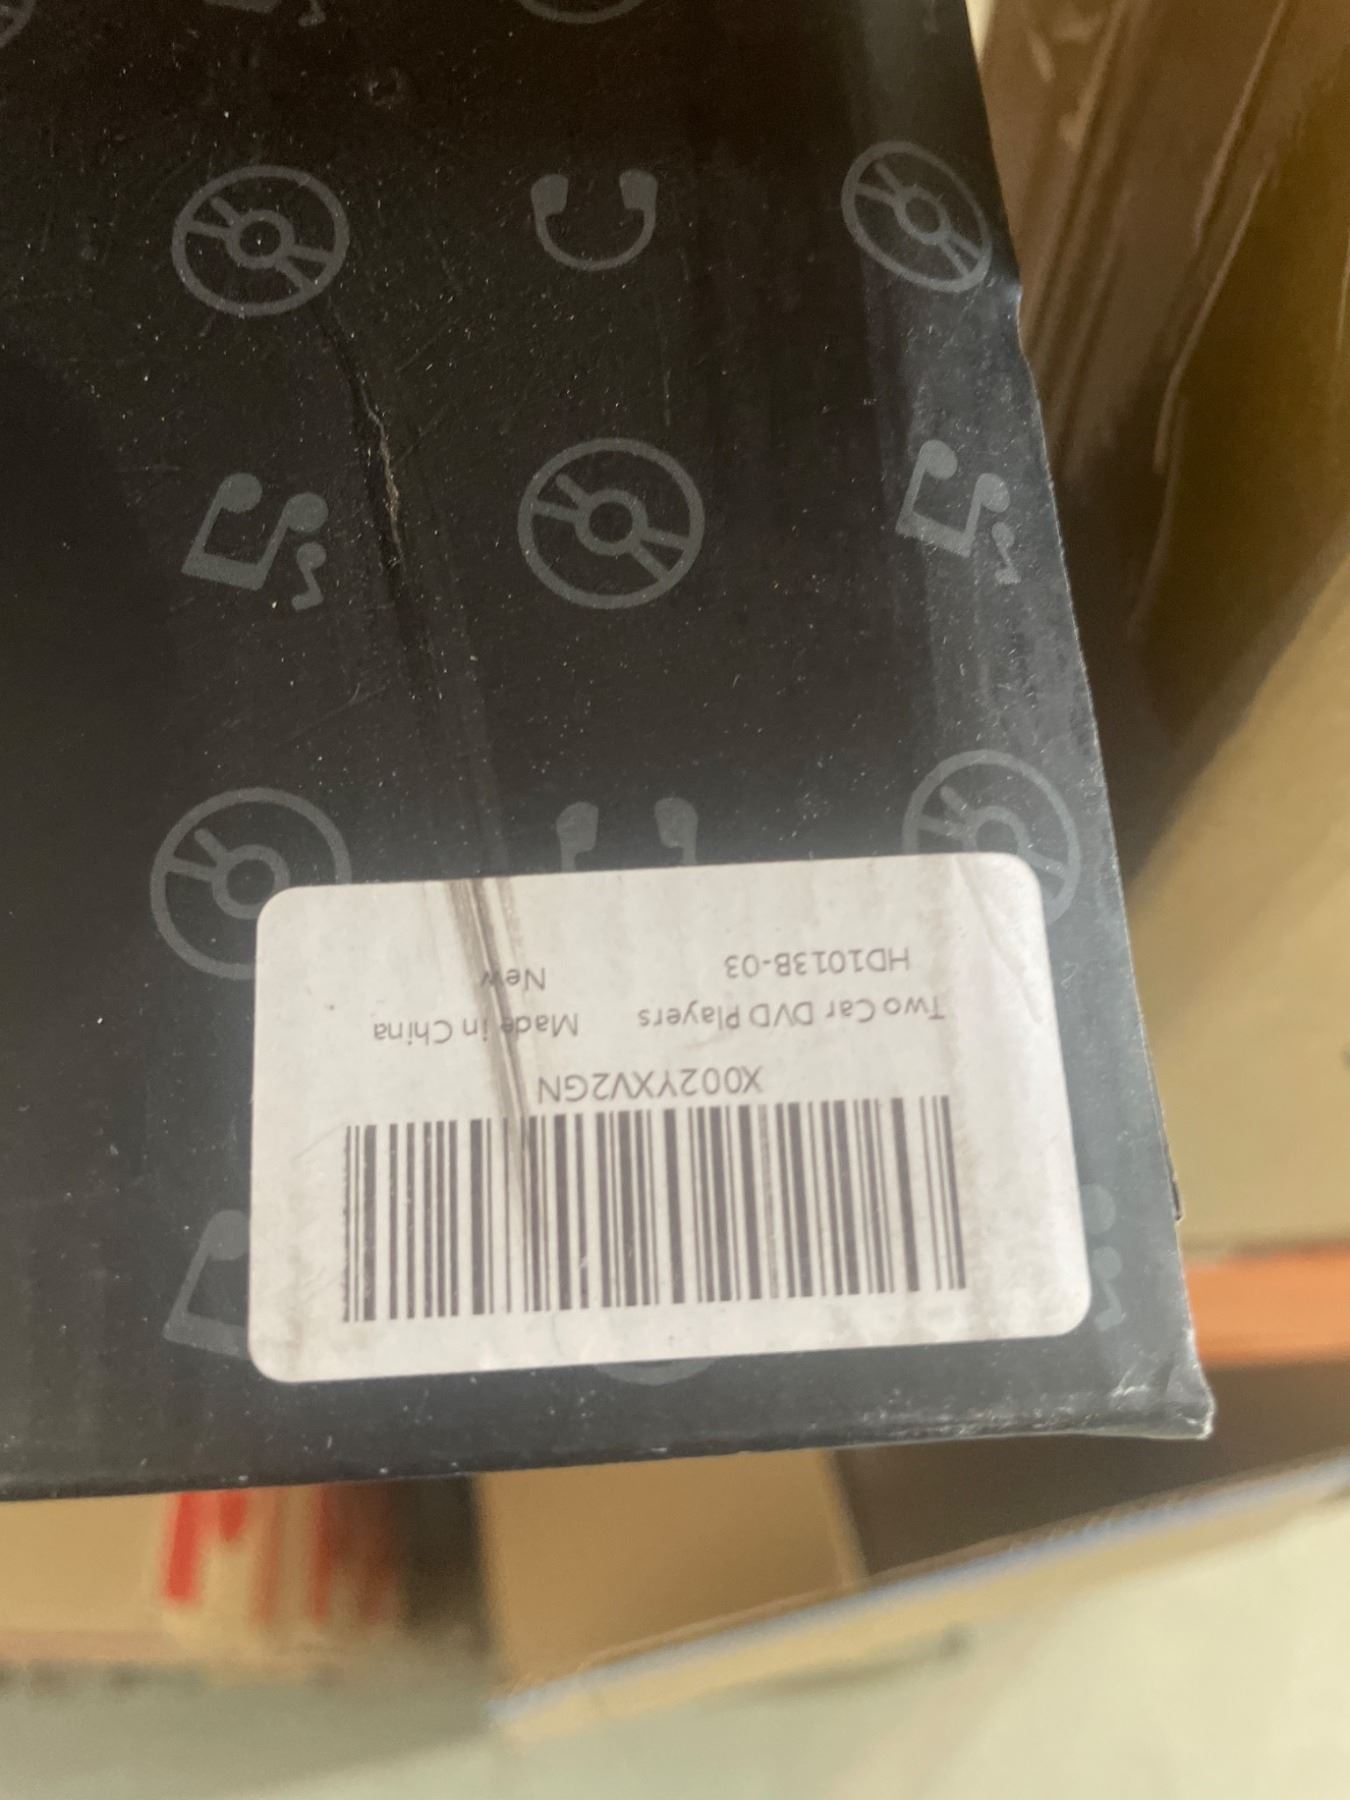 X002YXV2GN
Two Car DVD Players Made in China
HD1013B-03 New